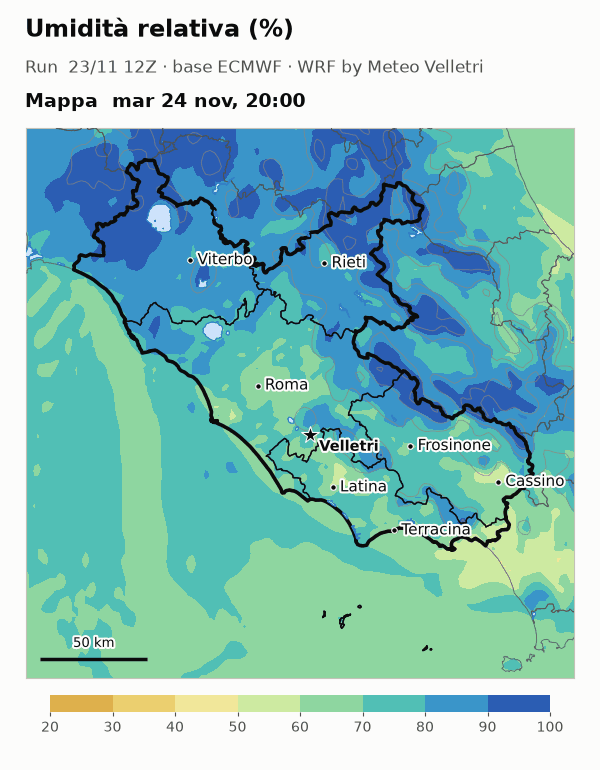 Umidità relativa (%)
Run  23/11 12Z · base ECMWF · WRF by Meteo Velletri
Mappa  mar 24 nov, 20:00
Viterbo
Rieti
Roma
Velletri
Frosinone
Latina
Cassino
Terracina
50 km
20 30 40 50 60 70 80 90 100